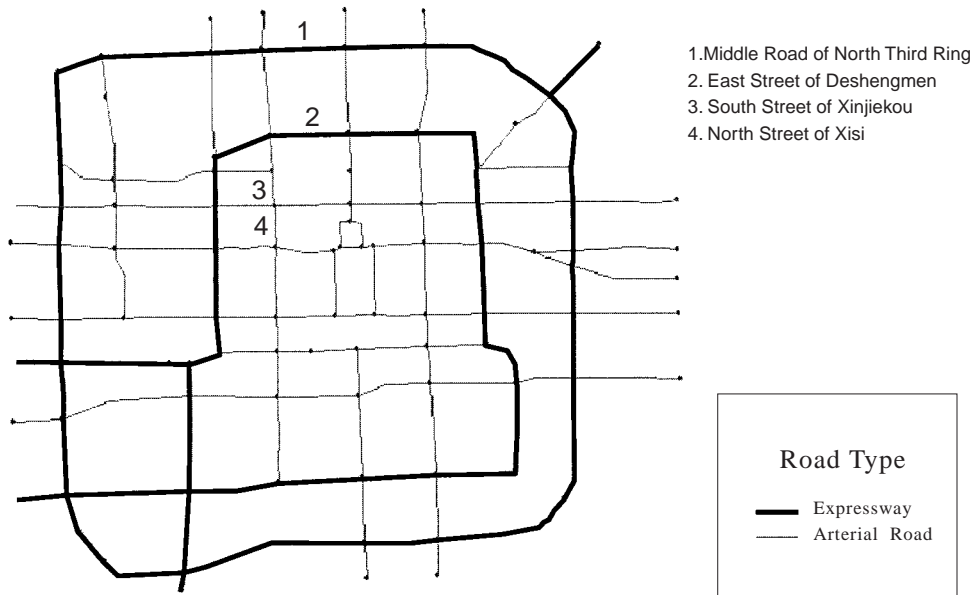 1
2
3
4
1.Middle Road of North Third Ring
2. East Street of Deshengmen
3. South Street of Xinjiekou
4. North Street of Xisi
Road Type
Expressway
Arterial Road